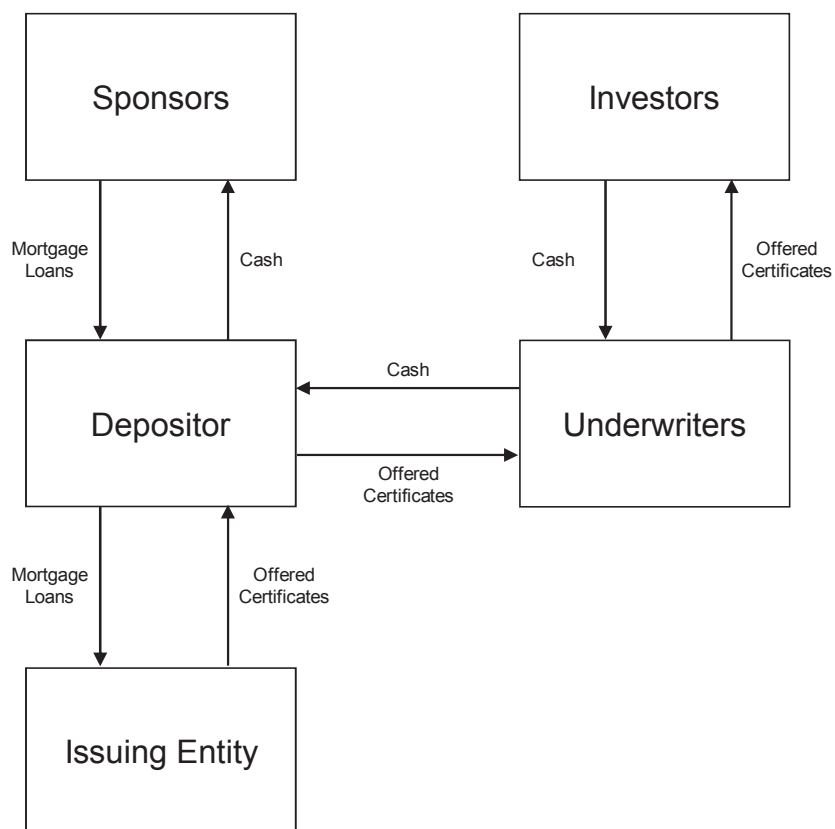 Sponsors
Investors
Mortgage
Loans
Cash
Cash
Offered
Certificates
Depositor
Cash
Offered
Certificates
Underwriters
Mortgage
Loans
Offered
Certificates
Issuing Entity